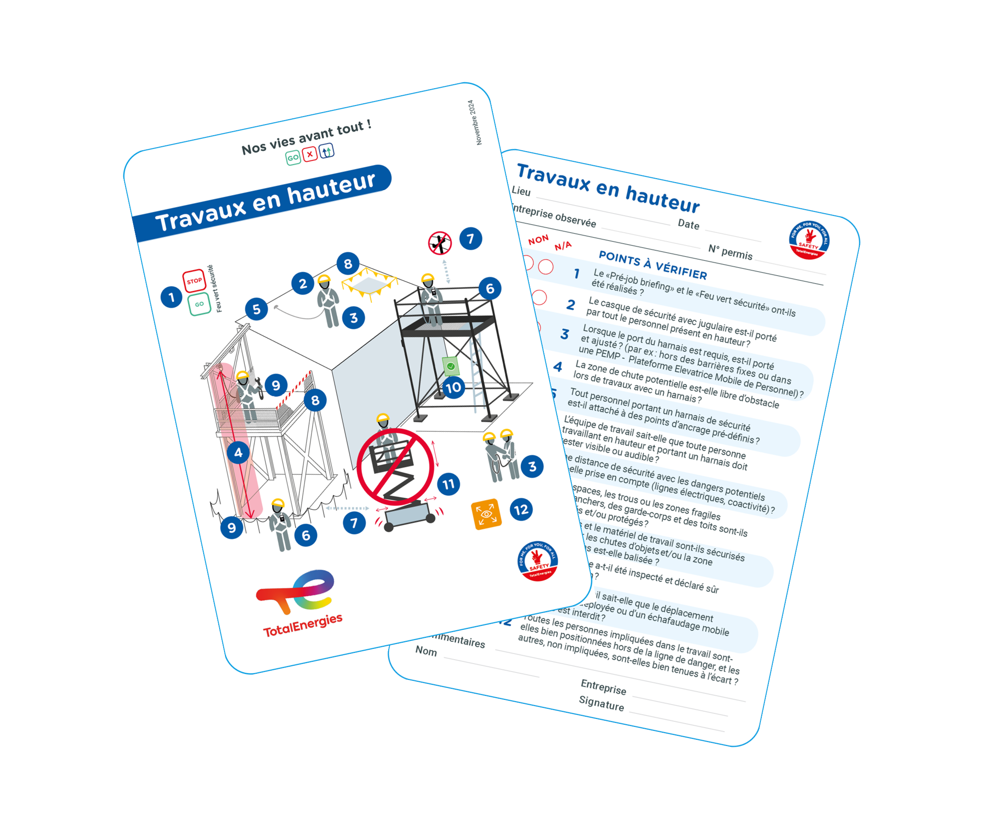 Nos vies avant tout !
GO
Novembre 2024
Travaux en hauteur
1
STOP
GO
Feu vert sécurité
5
2
8
3
7
6
9
8
10
4
11
3
9
6
7
12
FOR ME, FOR YOU, FOR ALL
SAFETY
TotalEnergies
TotalEnergies
Travaux en hauteur
Lieu
Date
ntreprise observée
N° permis
FOR ME, FOR YOU, FOR ALL
SAFETY
TotalEnergies
NON
N/A
POINTS À VÉRIFIER
1 Le «Pré-job briefing» et le «Feu vert sécurité» ont-ils
été réalisés ?
2 Le casque de sécurité avec jugulaire est-il porté
par tout le personnel présent en hauteur ?
3 Lorsque le port du harnais est requis, est-il porté
et ajusté ? (par ex : hors des barrières fixes ou dans
une PEMP - Plateforme Elevatrice Mobile de Personnel) ?
4 La zone de chute potentielle est-elle libre d'obstacle
lors de travaux avec un harnais ?
5 Tout personnel portant un harnais de sécurité
est-il attaché à des points d'ancrage pré-définis ?
L'équipe de travail sait-elle que toute personne
travaillant en hauteur et portant un harnais doit
rester visible ou audible ?
ne distance de sécurité avec les dangers potentiels
-elle prise en compte (lignes électriques, coactivité) ?
spaces, les trous ou les zones fragiles
anchers, des garde-corps et des toits sont-ils
és et/ou protégés ?
s et le matériel de travail sont-ils sécurisés
r les chutes d'objets et/ou la zone
ns est-elle balisée ?
e a-t-il été inspecté et déclaré sûr
n ?
il sait-elle que le déplacement
déployée ou d'un échafaudage mobile
est interdit ?
12 Toutes les personnes impliquées dans le travail sont-
elles bien positionnées hors de la ligne de danger, et les
autres, non impliquées, sont-elles bien tenues à l'écart ?
mmentaires
Nom
Entreprise
Signature